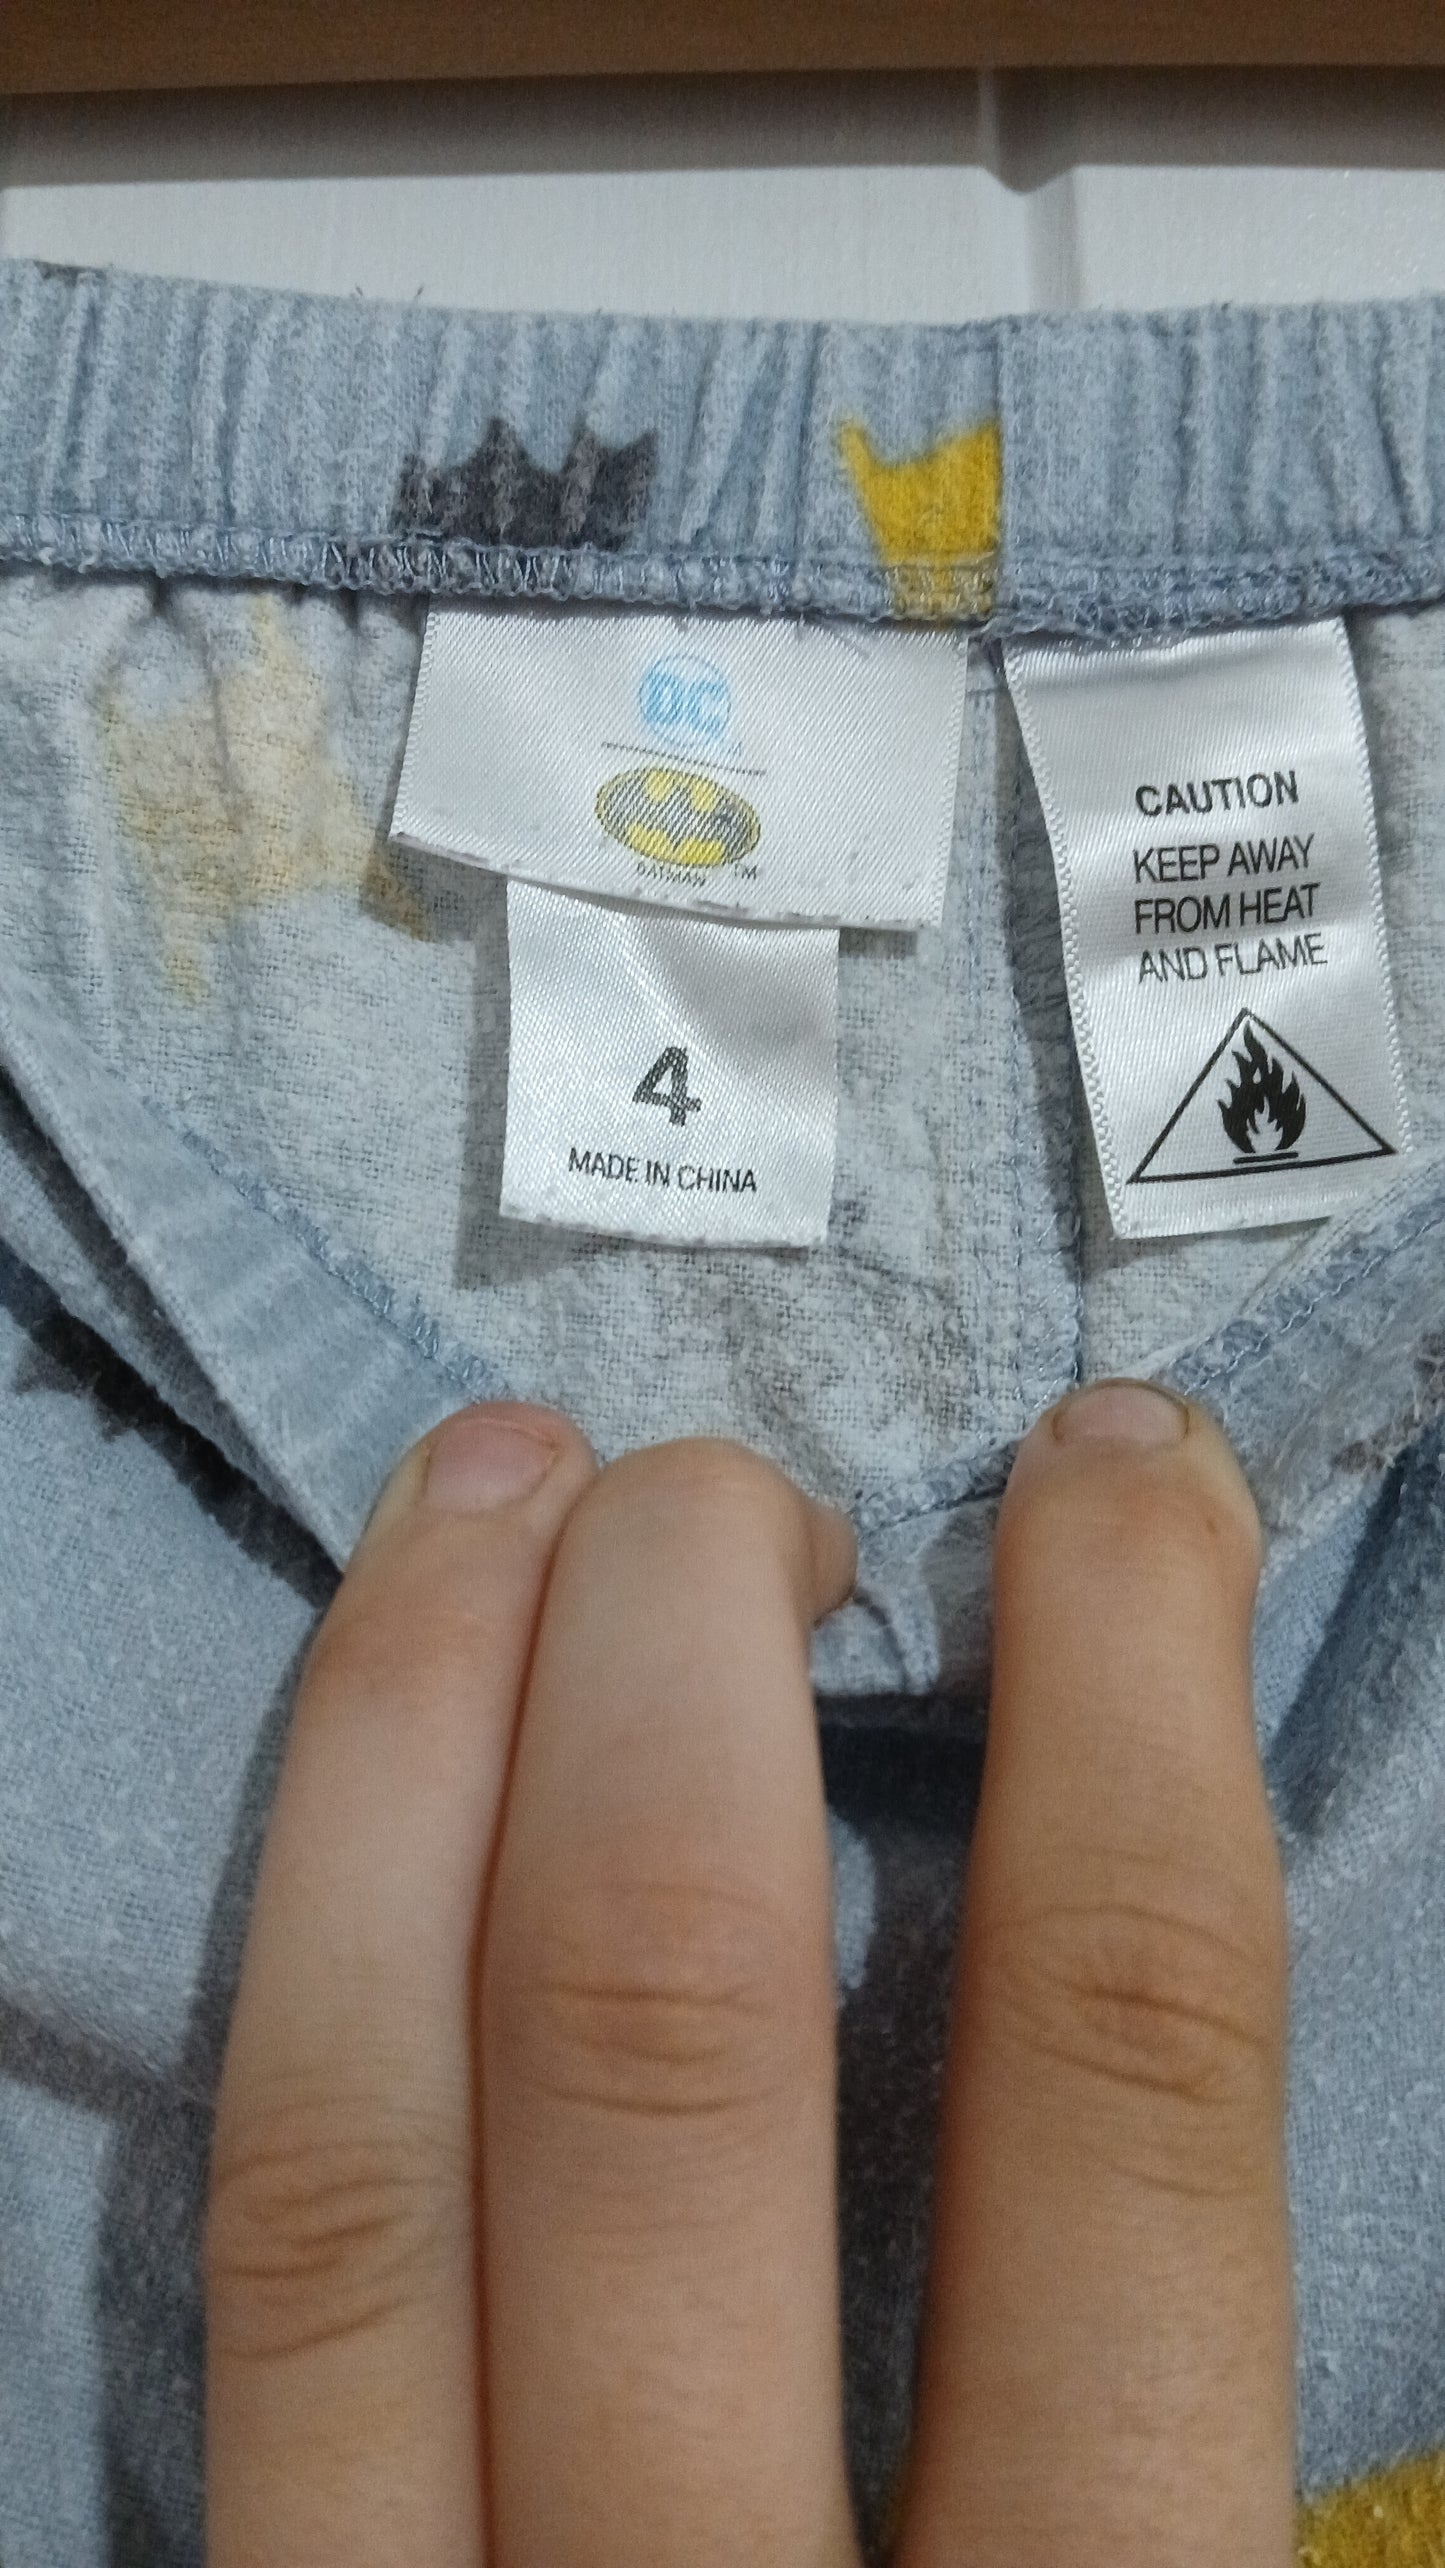 DC
BATMAN ™
4
MADE IN CHINA
CAUTION
KEEP AWAY
FROM HEAT
AND FLAME